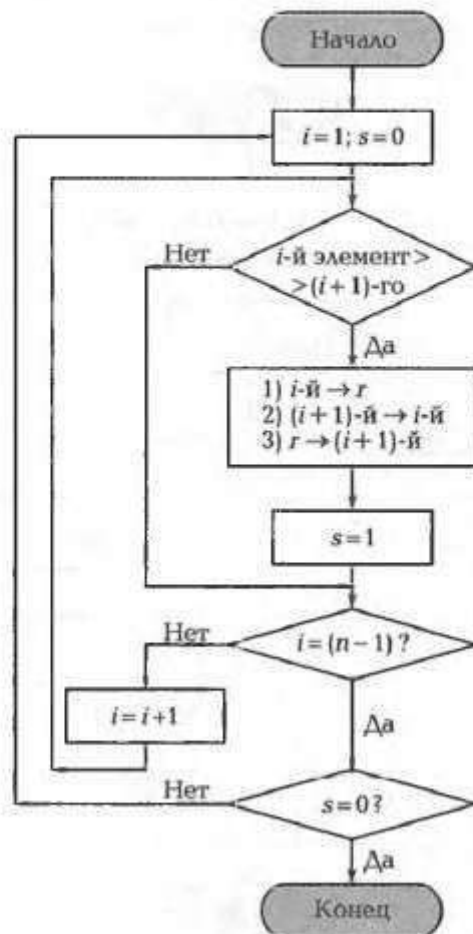 Начало
i=1; s=0
Нет
i-й элемент >
>(i+1)-го
Да
1) i-й → r
2) (i+1)-й → i-й
3) r → (i+1)-й
s=1
Нет
i=(n−1)?
i=i+1
Да
Нет
s=0?
Да
Конец